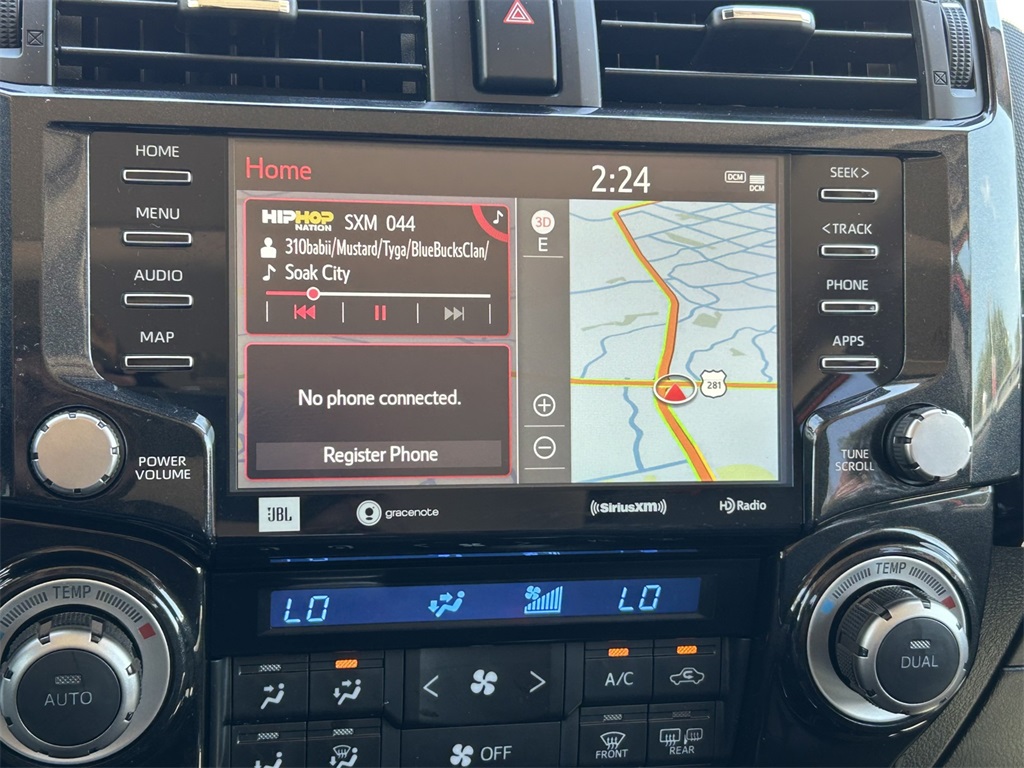 HOME
MENU
AUDIO
MAP
POWER
VOLUME
Home
2:24
DCM
DCM
HIPHOP
NATION
SXM 044
310babii/Mustard/Tyga/BlueBucksClan/
Soak City
No phone connected.
Register Phone
3D
E
281
SEEK >
< TRACK
PHONE
APPS
TUNE
SCROLL
JBL
gracenote
((SiriusXM))
HD Radio
TEMP
AUTO
LO
LO
TEMP
DUAL
A/C
OFF
FRONT
REAR